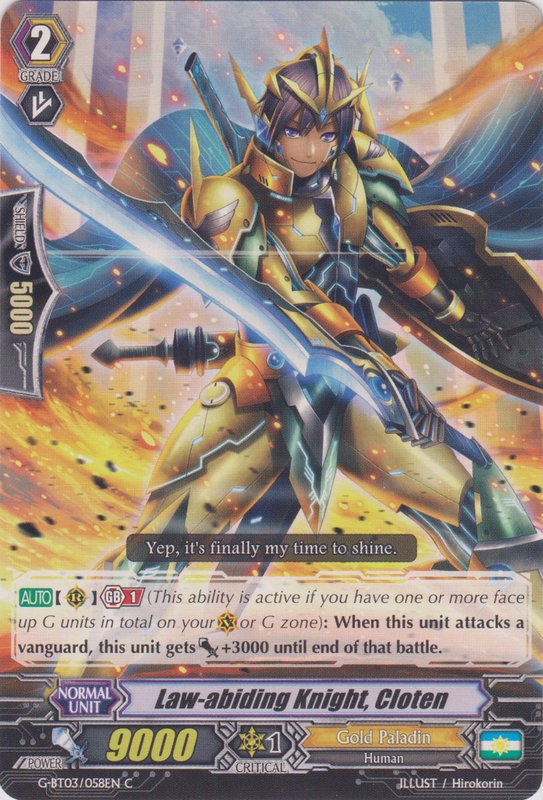 2
GRADE
SHIELD
5000
Yep, it's finally my time to shine.
AUTO【 R 】GB 1 (This ability is active if you have one or more face
up G units in total on your V or G zone): When this unit attacks a
vanguard, this unit gets +3000 until end of that battle.
NORMAL
UNIT
Law-abiding Knight, Cloten
POWER
9000
1
CRITICAL
Gold Paladin
Human
G-BT03/058EN C
ILLUST / Hirokorin